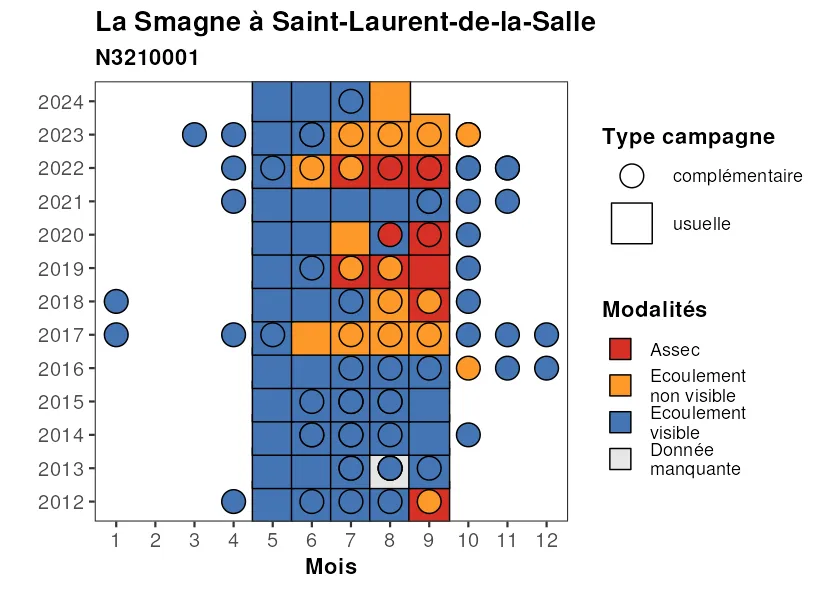 La Smagne à Saint-Laurent-de-la-Salle
N3210001
2024
2023
2022
2021
2020
2019
2018
2017
2016
2015
2014
2013
2012
1 2 3 4 5 6 7 8 9 10 11 12
Mois
Type campagne
complémentaire
usuelle
Modalités
Assec
Ecoulement
non visible
Ecoulement
visible
Donnée
manquante